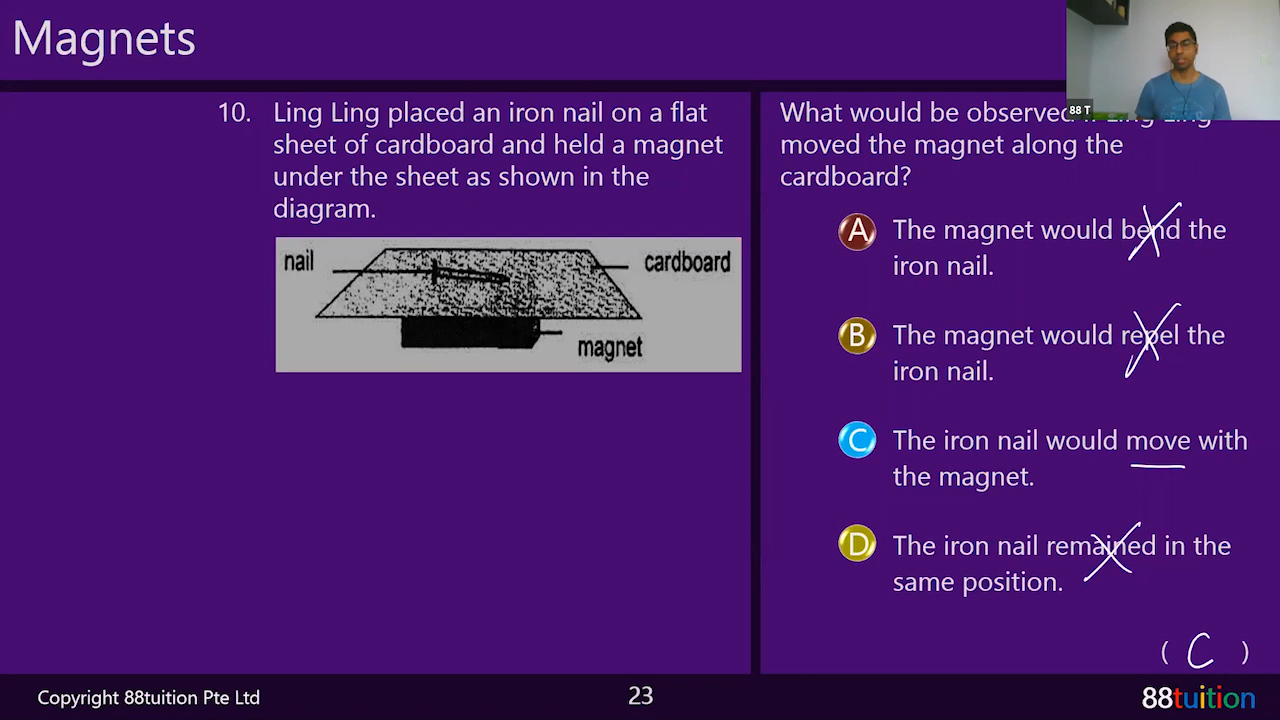 Magnets
88 T
10. Ling Ling placed an iron nail on a flat
sheet of cardboard and held a magnet
under the sheet as shown in the
diagram.
nail
cardboard
magnet
What would be observed
moved the magnet along the
cardboard?
A The magnet would bend the
iron nail.
B The magnet would repel the
iron nail.
C The iron nail would move with
the magnet.
D The iron nail remained in the
same position.
( C )
Copyright 88tuition Pte Ltd
23
88tuition